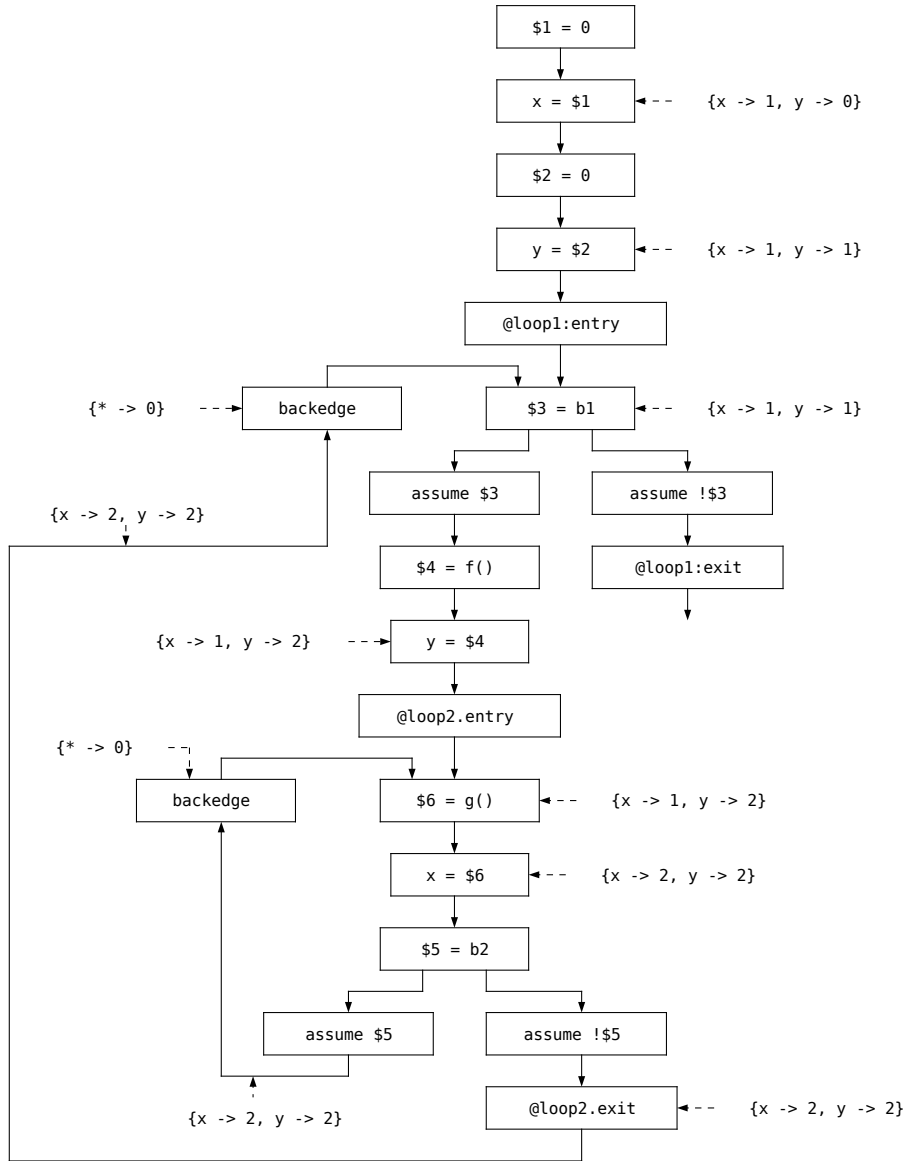 $1 = 0
x = $1
{x -> 1, y -> 0}
$2 = 0
y = $2
{x -> 1, y -> 1}
@loop1:entry
{* -> 0}
backedge
$3 = b1
{x -> 1, y -> 1}
assume $3
assume !$3
{x -> 2, y -> 2}
$4 = f()
@loop1:exit
{x -> 1, y -> 2}
y = $4
@loop2.entry
{* -> 0}
backedge
$6 = g()
{x -> 1, y -> 2}
x = $6
{x -> 2, y -> 2}
$5 = b2
assume $5
assume !$5
{x -> 2, y -> 2}
@loop2.exit
{x -> 2, y -> 2}